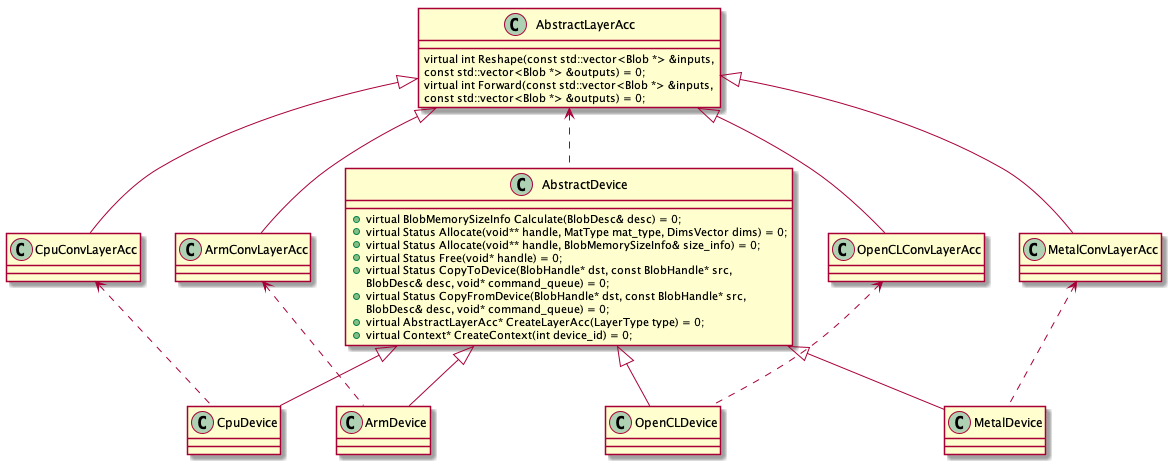 C AbstractLayerAcc
virtual int Reshape(const std::vector<Blob *> &inputs,
const std::vector<Blob *> &outputs) = 0;
virtual int Forward(const std::vector<Blob *> &inputs,
const std::vector<Blob *> &outputs) = 0;
C AbstractDevice
virtual BlobMemorySizeInfo Calculate(BlobDesc& desc) = 0;
virtual Status Allocate(void** handle, MatType mat_type, DimsVector dims) = 0;
virtual Status Allocate(void** handle, BlobMemorySizeInfo& size_info) = 0;
virtual Status Free(void* handle) = 0;
virtual Status CopyToDevice(BlobHandle* dst, const BlobHandle* src,
BlobDesc& desc, void* command_queue) = 0;
virtual Status CopyFromDevice(BlobHandle* dst, const BlobHandle* src,
BlobDesc& desc, void* command_queue) = 0;
virtual AbstractLayerAcc* CreateLayerAcc(LayerType type) = 0;
virtual Context* CreateContext(int device_id) = 0;
C CpuConvLayerAcc
C ArmConvLayerAcc
C OpenCLConvLayerAcc
C MetalConvLayerAcc
C CpuDevice
C ArmDevice
C OpenCLDevice
C MetalDevice